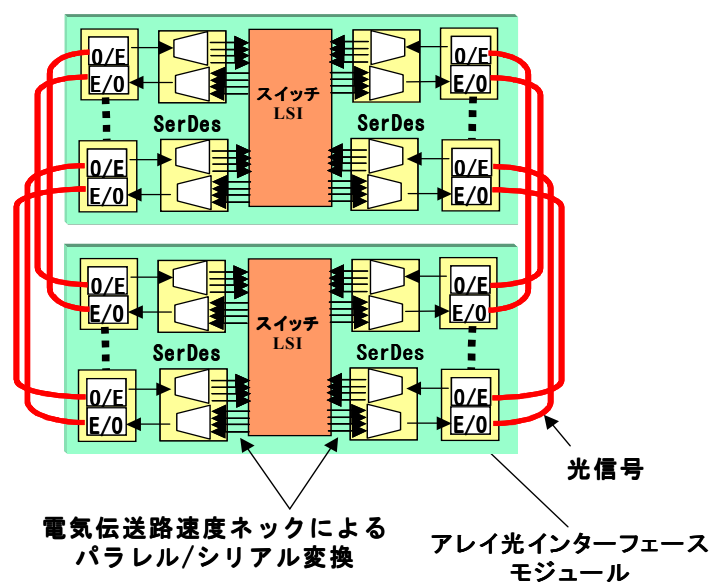 O/E
E/O
SerDes
スイッチ
LSI
SerDes
O/E
E/O
O/E
E/O
O/E
E/O
O/E
E/O
SerDes
スイッチ
LSI
SerDes
O/E
E/O
O/E
E/O
O/E
E/O
光信号
電気伝送路速度ネックによる
パラレル/シリアル変換
アレイ光インターフェース
モジュール